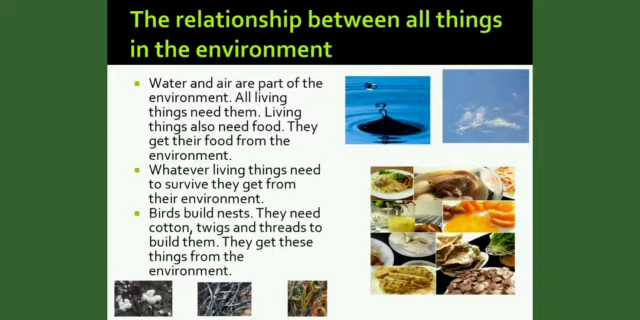 The relationship between all things
in the environment
Water and air are part of the
environment. All living
things need them. Living
things also need food. They
get their food from the
environment.
Whatever living things need
to survive they get from
their environment.
Birds build nests. They need
cotton, twigs and threads to
build them. They get these
things from the
environment.